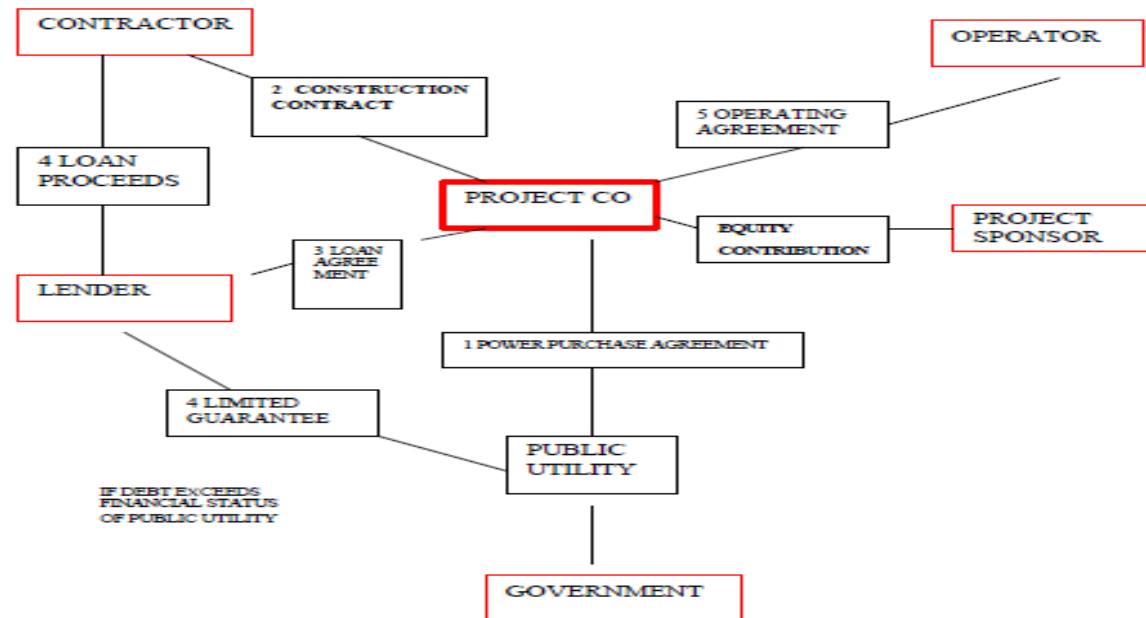 CONTRACTOR
OPERATOR
2 CONSTRUCTION
CONTRACT
5 OPERATING
AGREEMENT
4 LOAN
PROCEEDS
PROJECT CO
EQUITY
CONTRIBUTION
PROJECT
SPONSOR
3 LOAN
AGREE
MENT
LENDER
1 POWER PURCHASE AGREEMENT
4 LIMITED
GUARANTEE
PUBLIC
UTILITY
IF DEBT EXCEEDS
FINANCIAL STATUS
OF PUBLIC UTILITY
GOVERNMENT